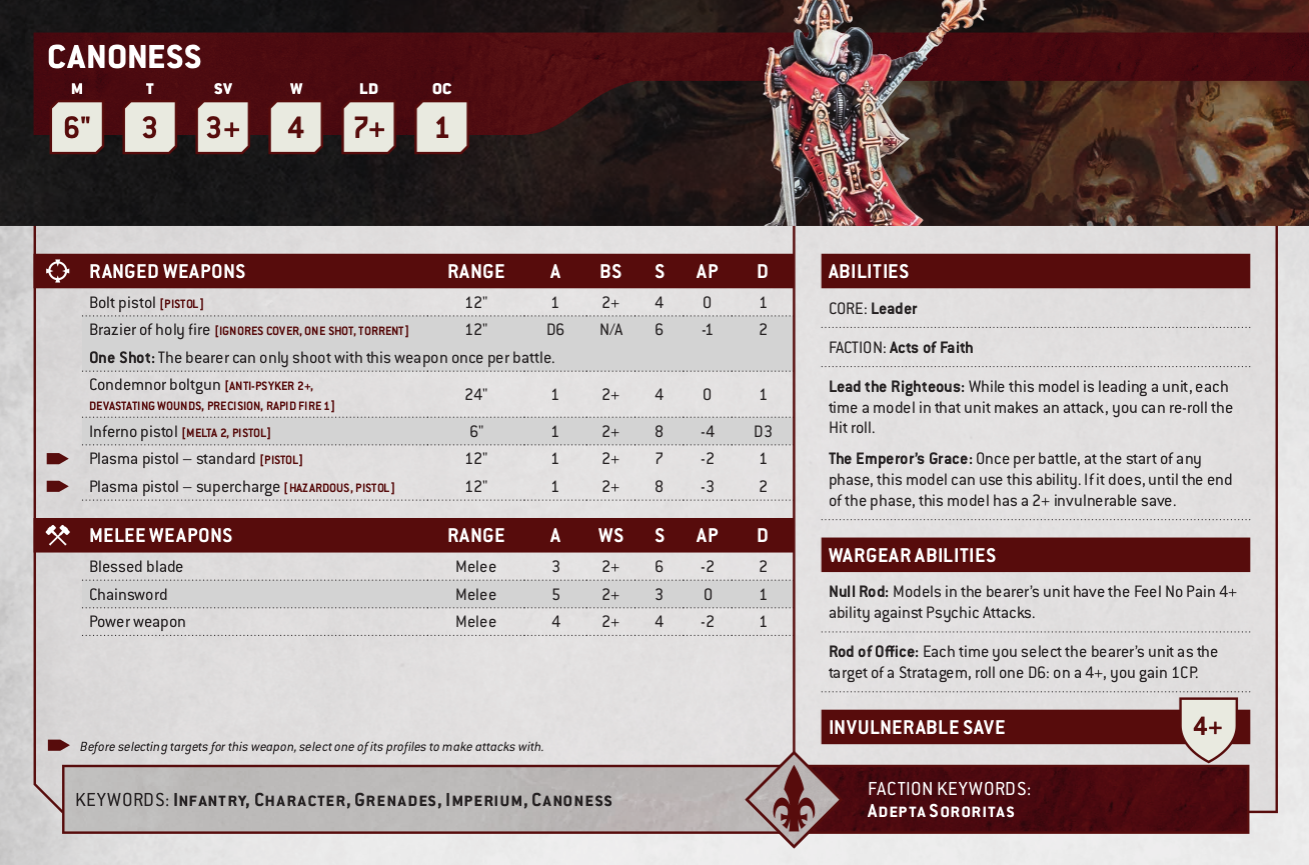 CANONESS
M T SV W LD OC
6" 3 3+ 4 7+ 1
RANGED WEAPONS RANGE A BS S AP D
Bolt pistol [PISTOL] 12" 1 2+ 4 0 1
Brazier of holy fire [IGNORES COVER, ONE SHOT, TORRENT] 12" D6 N/A 6 -1 2
One Shot: The bearer can only shoot with this weapon once per battle.
Condemnor boltgun [ANTI-PSYKER 2+,
DEVASTATING WOUNDS, PRECISION, RAPID FIRE 1] 24" 1 2+ 4 0 1
Inferno pistol [MELTA 2, PISTOL] 6" 1 2+ 8 -4 D3
Plasma pistol – standard [PISTOL] 12" 1 2+ 7 -2 1
Plasma pistol – supercharge [HAZARDOUS, PISTOL] 12" 1 2+ 8 -3 2
MELEE WEAPONS RANGE A WS S AP D
Blessed blade Melee 3 2+ 6 -2 2
Chainsword Melee 5 2+ 3 0 1
Power weapon Melee 4 2+ 4 -2 1
Before selecting targets for this weapon, select one of its profiles to make attacks with.
ABILITIES
CORE: Leader
FACTION: Acts of Faith
Lead the Righteous: While this model is leading a unit, each
time a model in that unit makes an attack, you can re-roll the
Hit roll.
The Emperor's Grace: Once per battle, at the start of any
phase, this model can use this ability. If it does, until the end
of the phase, this model has a 2+ invulnerable save.
WARGEAR ABILITIES
Null Rod: Models in the bearer's unit have the Feel No Pain 4+
ability against Psychic Attacks.
Rod of Office: Each time you select the bearer's unit as the
target of a Stratagem, roll one D6: on a 4+, you gain 1CP.
INVULNERABLE SAVE 4+
KEYWORDS: INFANTRY, CHARACTER, GRENADES, IMPERIUM, CANONESS
FACTION KEYWORDS:
ADEPTA SORORITAS